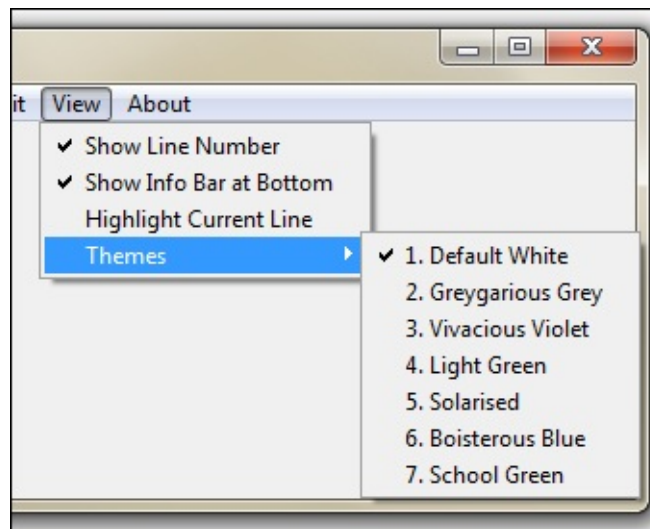 it View About
Show Line Number
Show Info Bar at Bottom
Highlight Current Line
Themes
1. Default White
2. Greygarious Grey
3. Vivacious Violet
4. Light Green
5. Solarised
6. Boisterous Blue
7. School Green